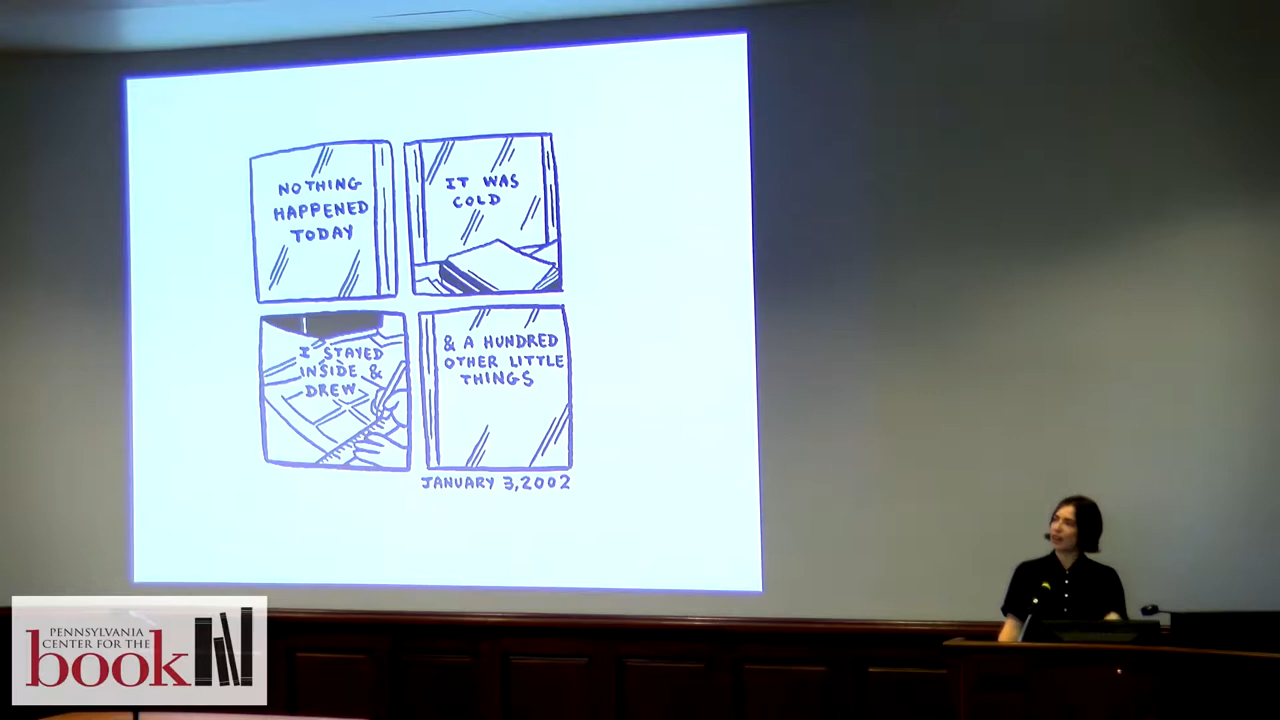 NOTHING
HAPPENED
TODAY
IT WAS
COLD
I STAYED
INSIDE &
DREW
& A HUNDRED
OTHER LITTLE
THINGS
JANUARY 3, 2002
PENNSYLVANIA
CENTER FOR THE
book